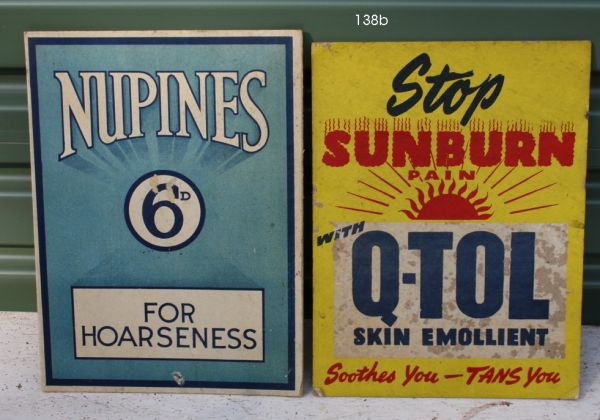 138b
NUPINES
6D
FOR
HOARSENESS
Stop
SUNBURN
PAIN
WITH
Q-TOL
SKIN EMOLLIENT
Soothes You — TANS You